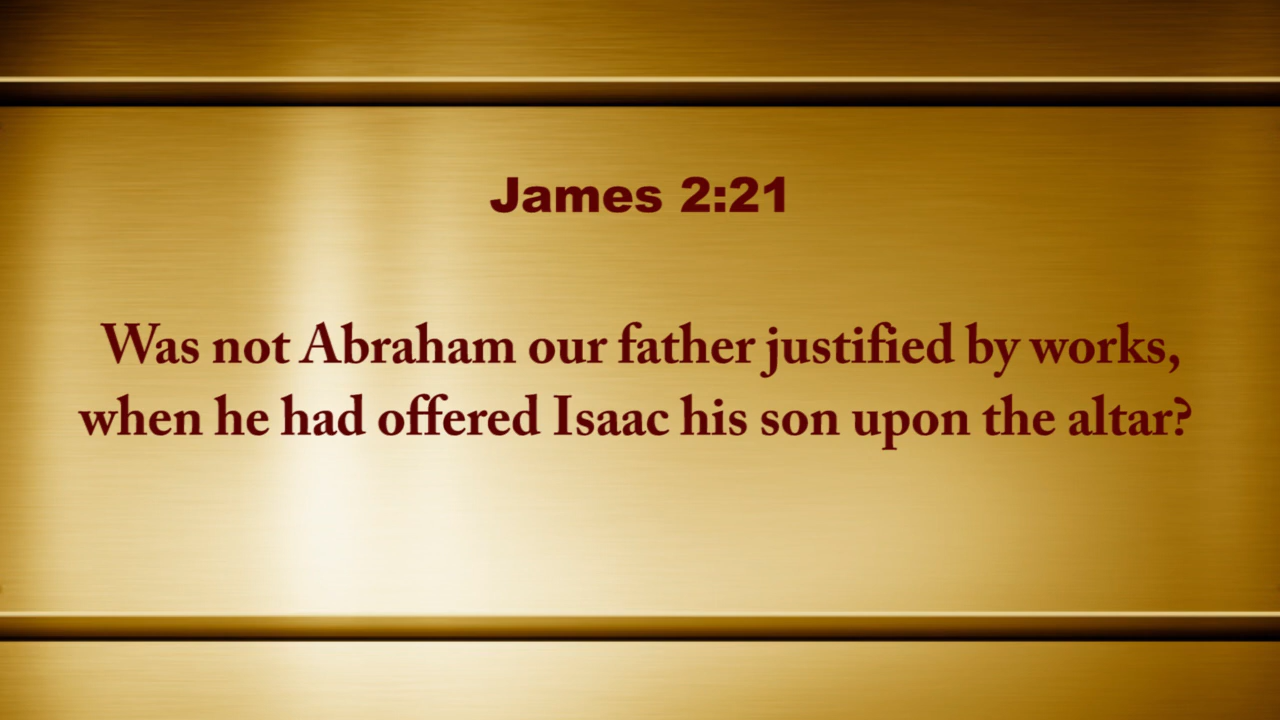 James 2:21
Was not Abraham our father justified by works,
when he had offered Isaac his son upon the altar?